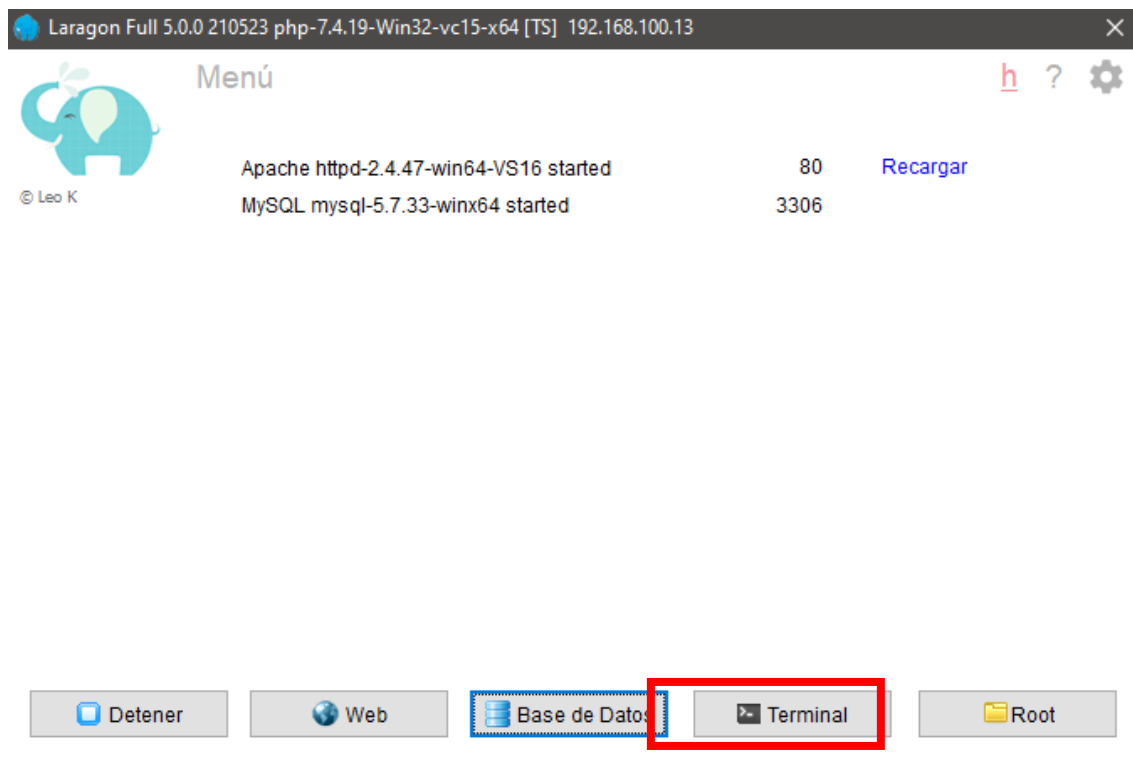 Laragon Full 5.0.0 210523 php-7.4.19-Win32-vc15-x64 [TS] 192.168.100.13
Menú h ?
© Leo K
Apache httpd-2.4.47-win64-VS16 started 80 Recargar
MySQL mysql-5.7.33-winx64 started 3306
Detener Web Base de Datos Terminal Root